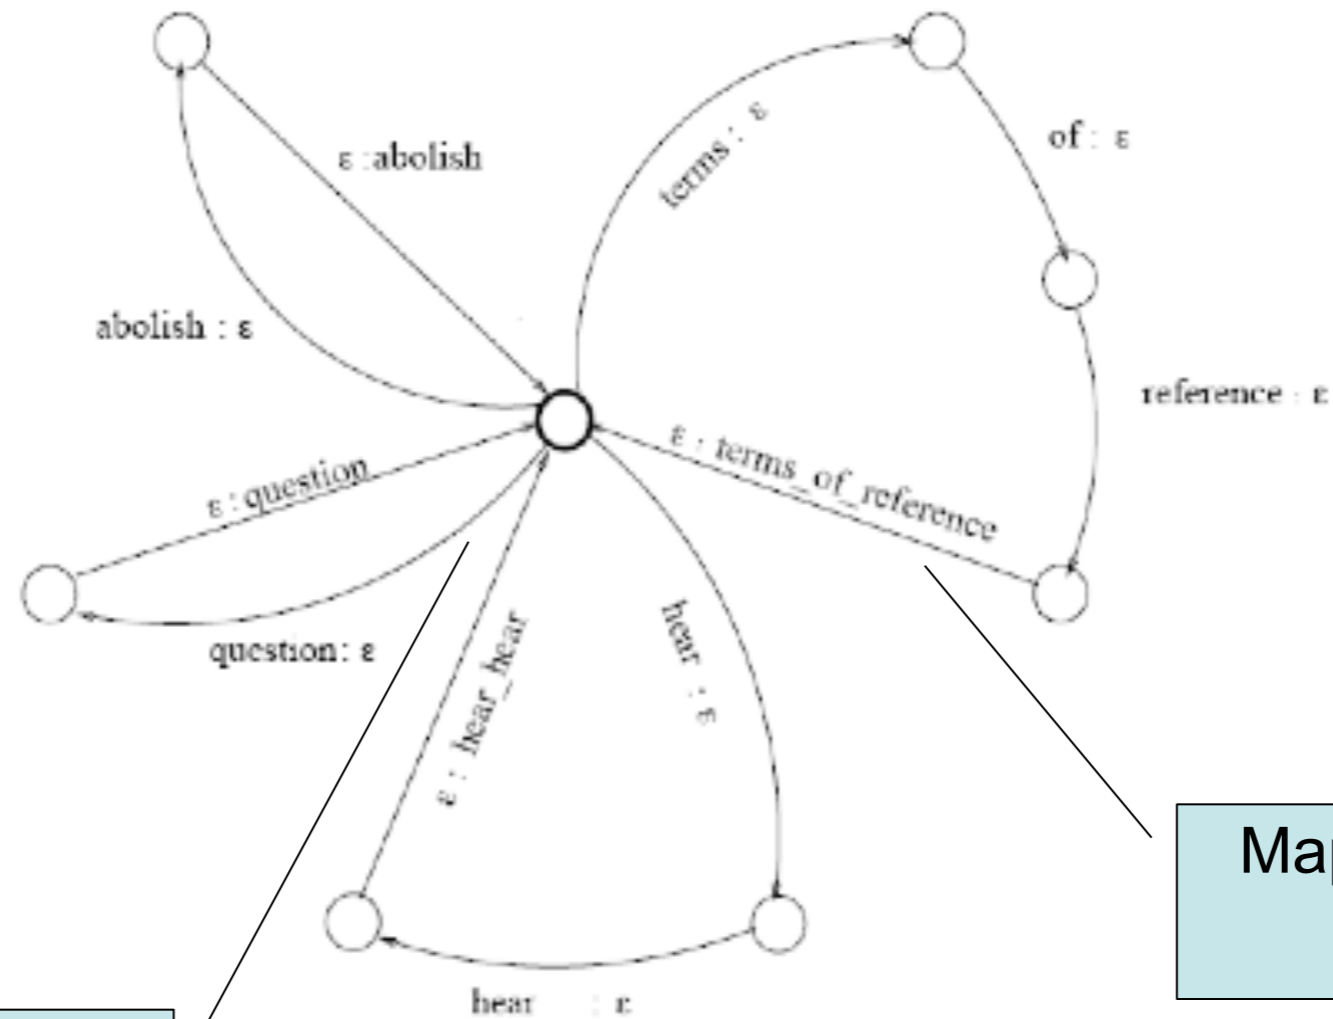 terms : ε
of : ε
ε :abolish
abolish : ε
reference : ε
ε : terms_of_reference
ε : question
question : ε
ε : hear_hear
hear : ε
hear : ε
Map